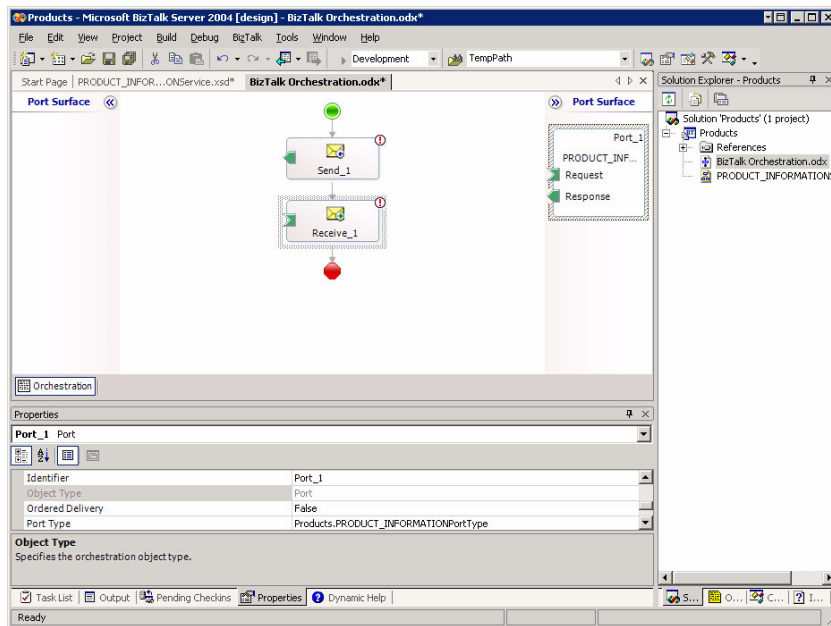 Products - Microsoft BizTalk Server 2004 [design] - BizTalk Orchestration.odx*
File Edit View Project Build Debug BizTalk Tools Window Help
Development TempPath
Start Page PRODUCT_INFOR...ONService.xsd* BizTalk Orchestration.odx*
Solution Explorer - Products
Port Surface
Port Surface
Send_1
Receive_1
Port_1
PRODUCT_INF...
Request
Response
Solution 'Products' (1 project)
Products
References
BizTalk Orchestration.odx
PRODUCT_INFORMATION
Orchestration
Properties
Port_1 Port
Identifier Port_1
Object Type Port
Ordered Delivery False
Port Type Products.PRODUCT_INFORMATIONPortType
Object Type
Specifies the orchestration object type.
Task List Output Pending Checkins Properties Dynamic Help
S... O... C... I...
Ready